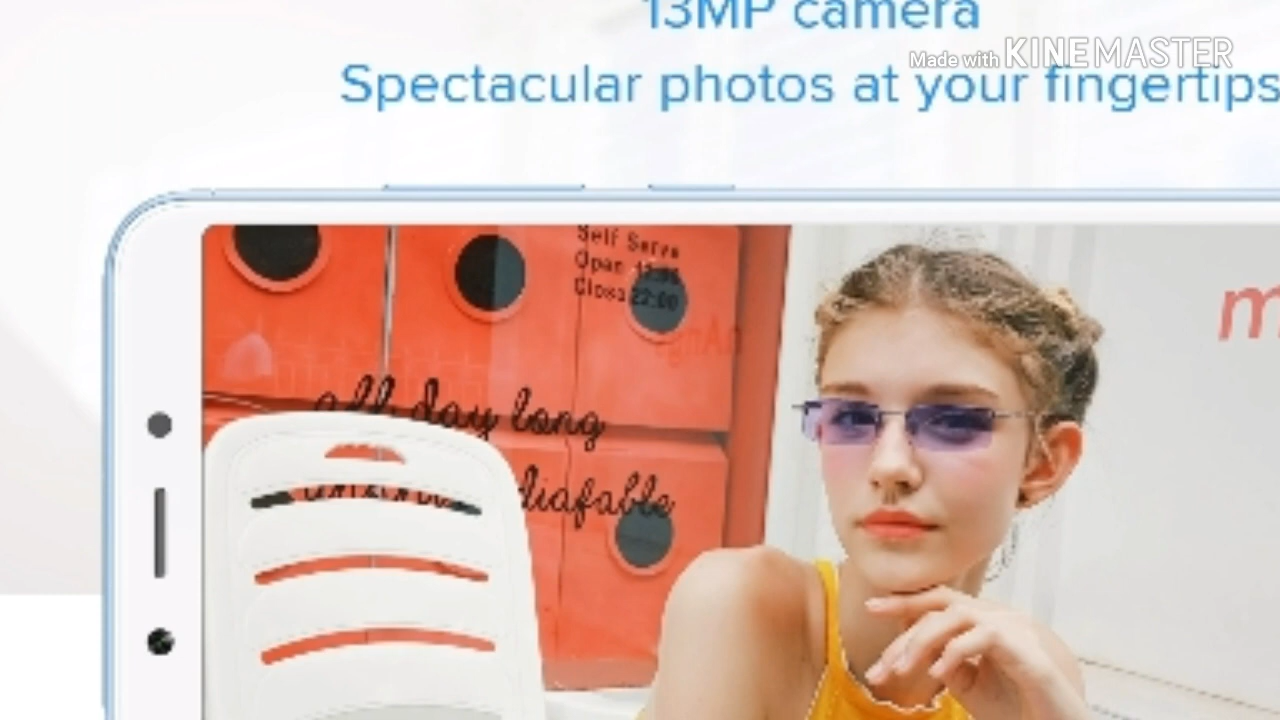 13MP camera
Made with KINEMASTER
Spectacular photos at your fingertips
Self Serve
Open
Close 22:00
m
all day long
diafable